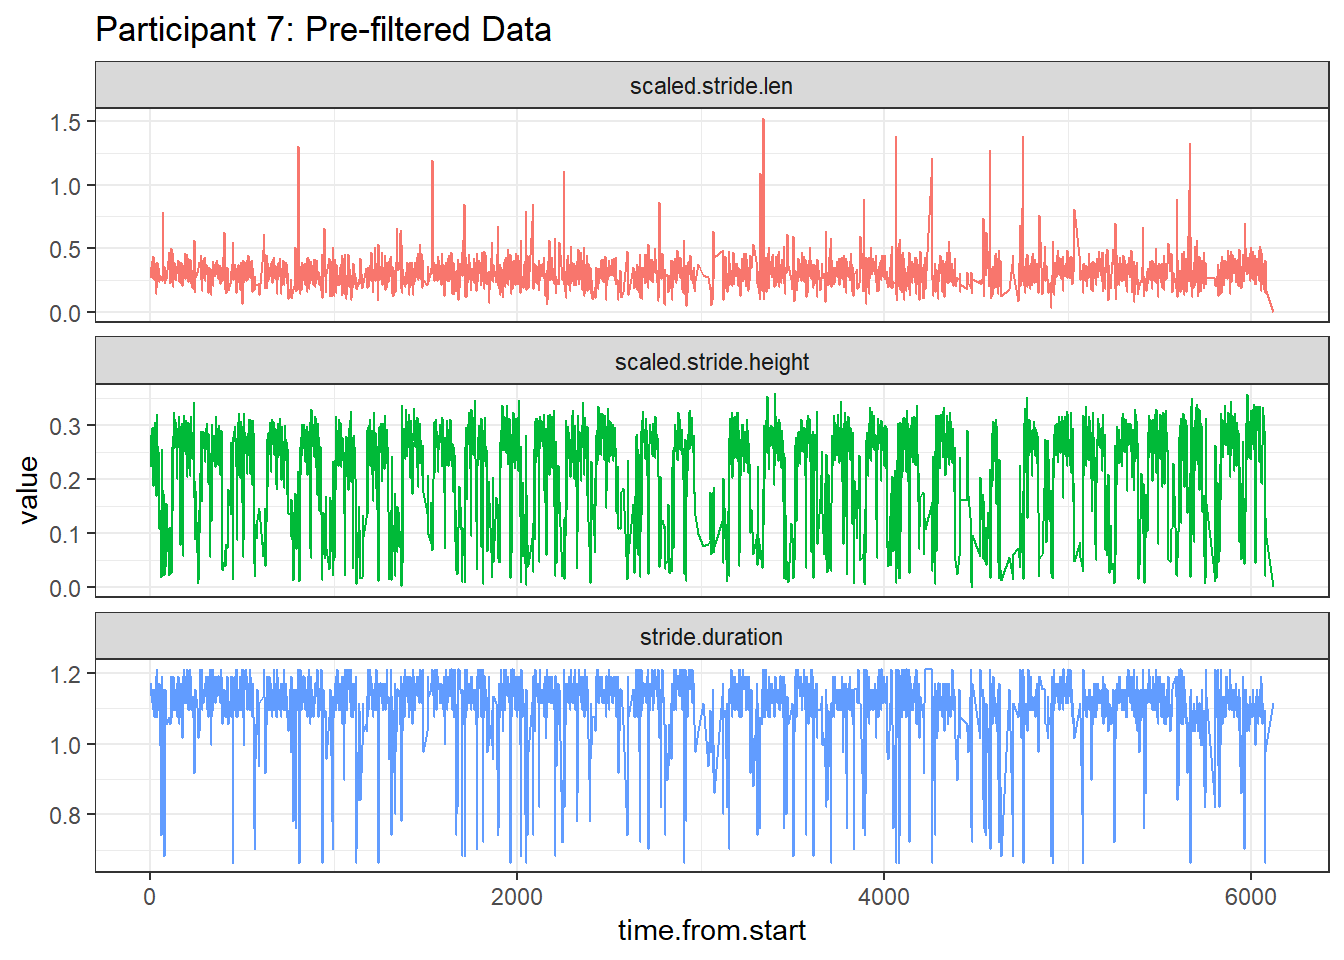 Participant 7: Pre-filtered Data
scaled.stride.len
1.5
1.0
0.5
0.0
scaled.stride.height
0.3
0.2
0.1
0.0
value
stride.duration
1.2
1.0
0.8
0 2000 4000 6000
time.from.start